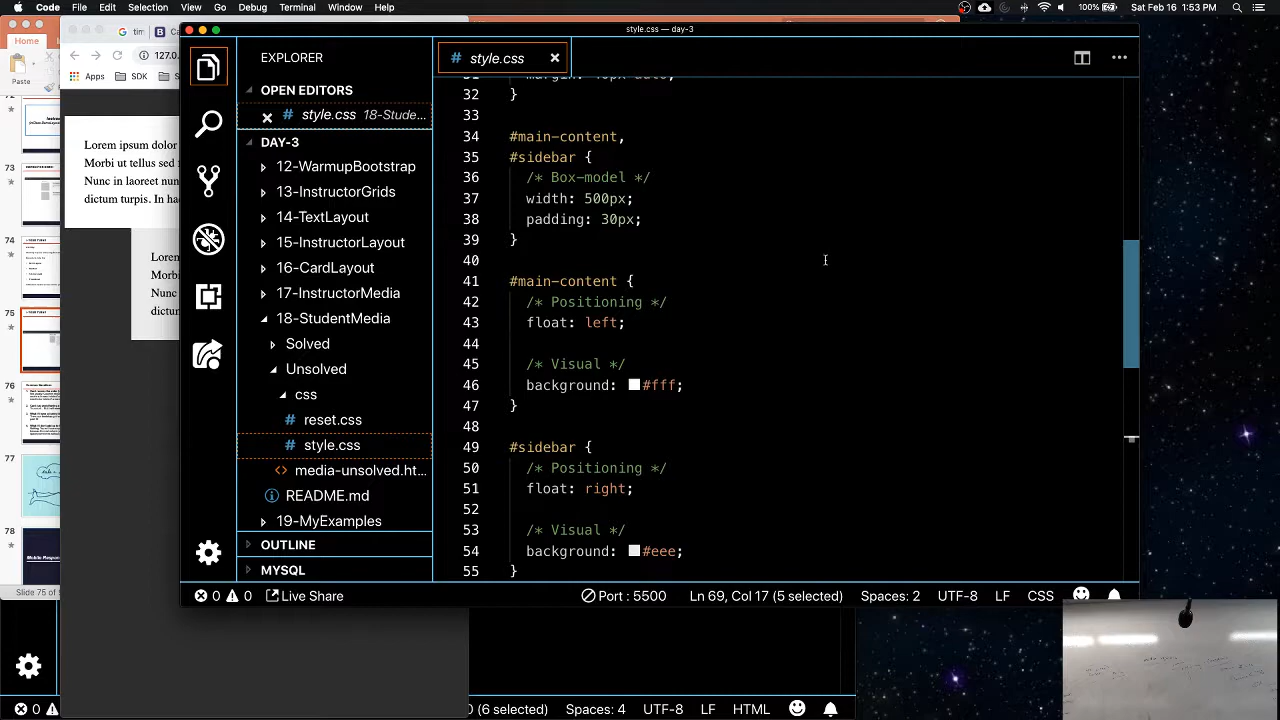 Code File Edit Selection View Go Debug Terminal Window Help
100% Sat Feb 16 1:53 PM
style.css — day-3
Home
Paste
tim
127.0.
Apps SDK
Lorem ipsum dolor
Morbi ut tellus sed
Nunc in laoreet nun
dictum turpis. In ha
Loren
Morbi
Nunc
dictum
73
74
75
76
77
78
Mobile
Slide 75 of
EXPLORER
OPEN EDITORS
style.css 18-Stude...
DAY-3
12-WarmupBootstrap
13-InstructorGrids
14-TextLayout
15-InstructorLayout
16-CardLayout
17-InstructorMedia
18-StudentMedia
Solved
Unsolved
css
# reset.css
# style.css
<> media-unsolved.ht...
README.md
19-MyExamples
OUTLINE
MYSQL
# style.css
32 }
33
34 #main-content,
35 #sidebar {
36 /* Box-model */
37 width: 500px;
38 padding: 30px;
39 }
40
41 #main-content {
42 /* Positioning */
43 float: left;
44
45 /* Visual */
46 background: #fff;
47 }
48
49 #sidebar {
50 /* Positioning */
51 float: right;
52
53 /* Visual */
54 background: #eee;
55 }
0 0 Live Share Port : 5500 Ln 69, Col 17 (5 selected) Spaces: 2 UTF-8 LF CSS
0 (6 selected) Spaces: 4 UTF-8 LF HTML